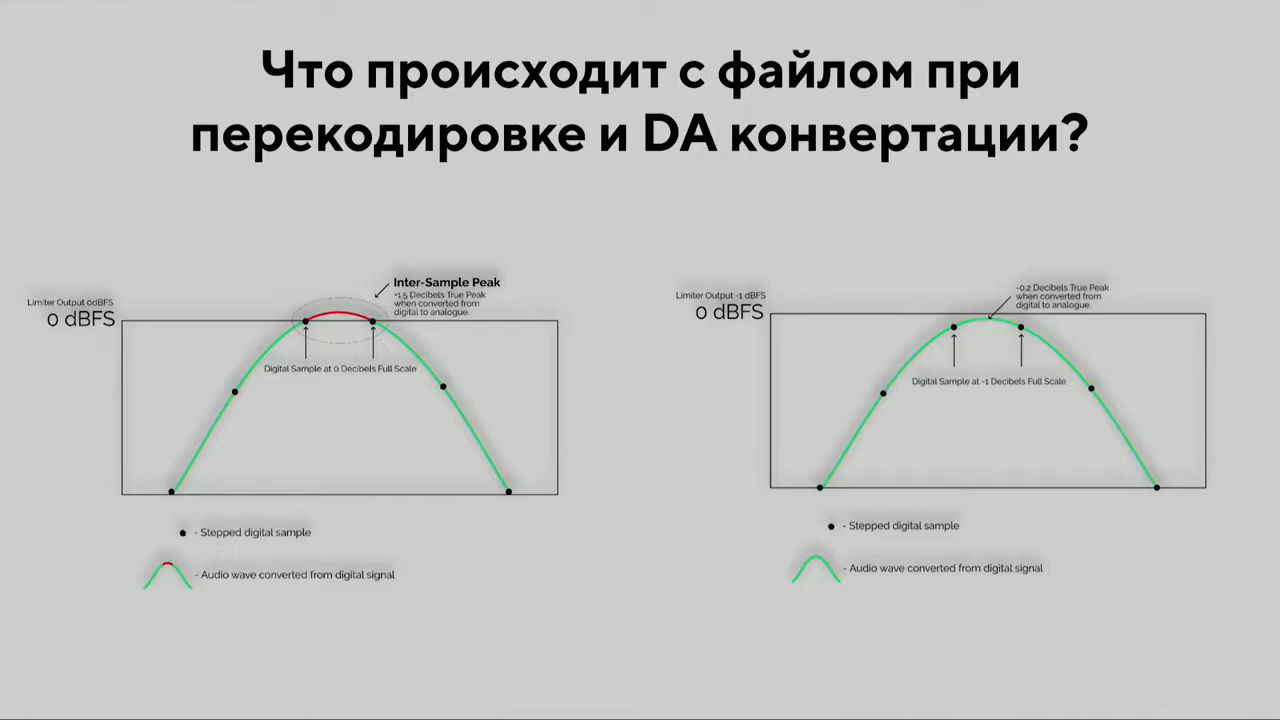 Что происходит с файлом при
перекодировке и DA конвертации?
Inter-Sample Peak
+1.5 Decibels True Peak
when converted from
digital to analogue.
Limiter Output 0dBFS
0 dBFS
Digital Sample at 0 Decibels Full Scale
- Stepped digital sample
- Audio wave converted from digital signal
-0.2 Decibels True Peak
when converted from
digital to analogue.
Limiter Output -1 dBFS
0 dBFS
Digital Sample at -1 Decibels Full Scale
- Stepped digital sample
- Audio wave converted from digital signal